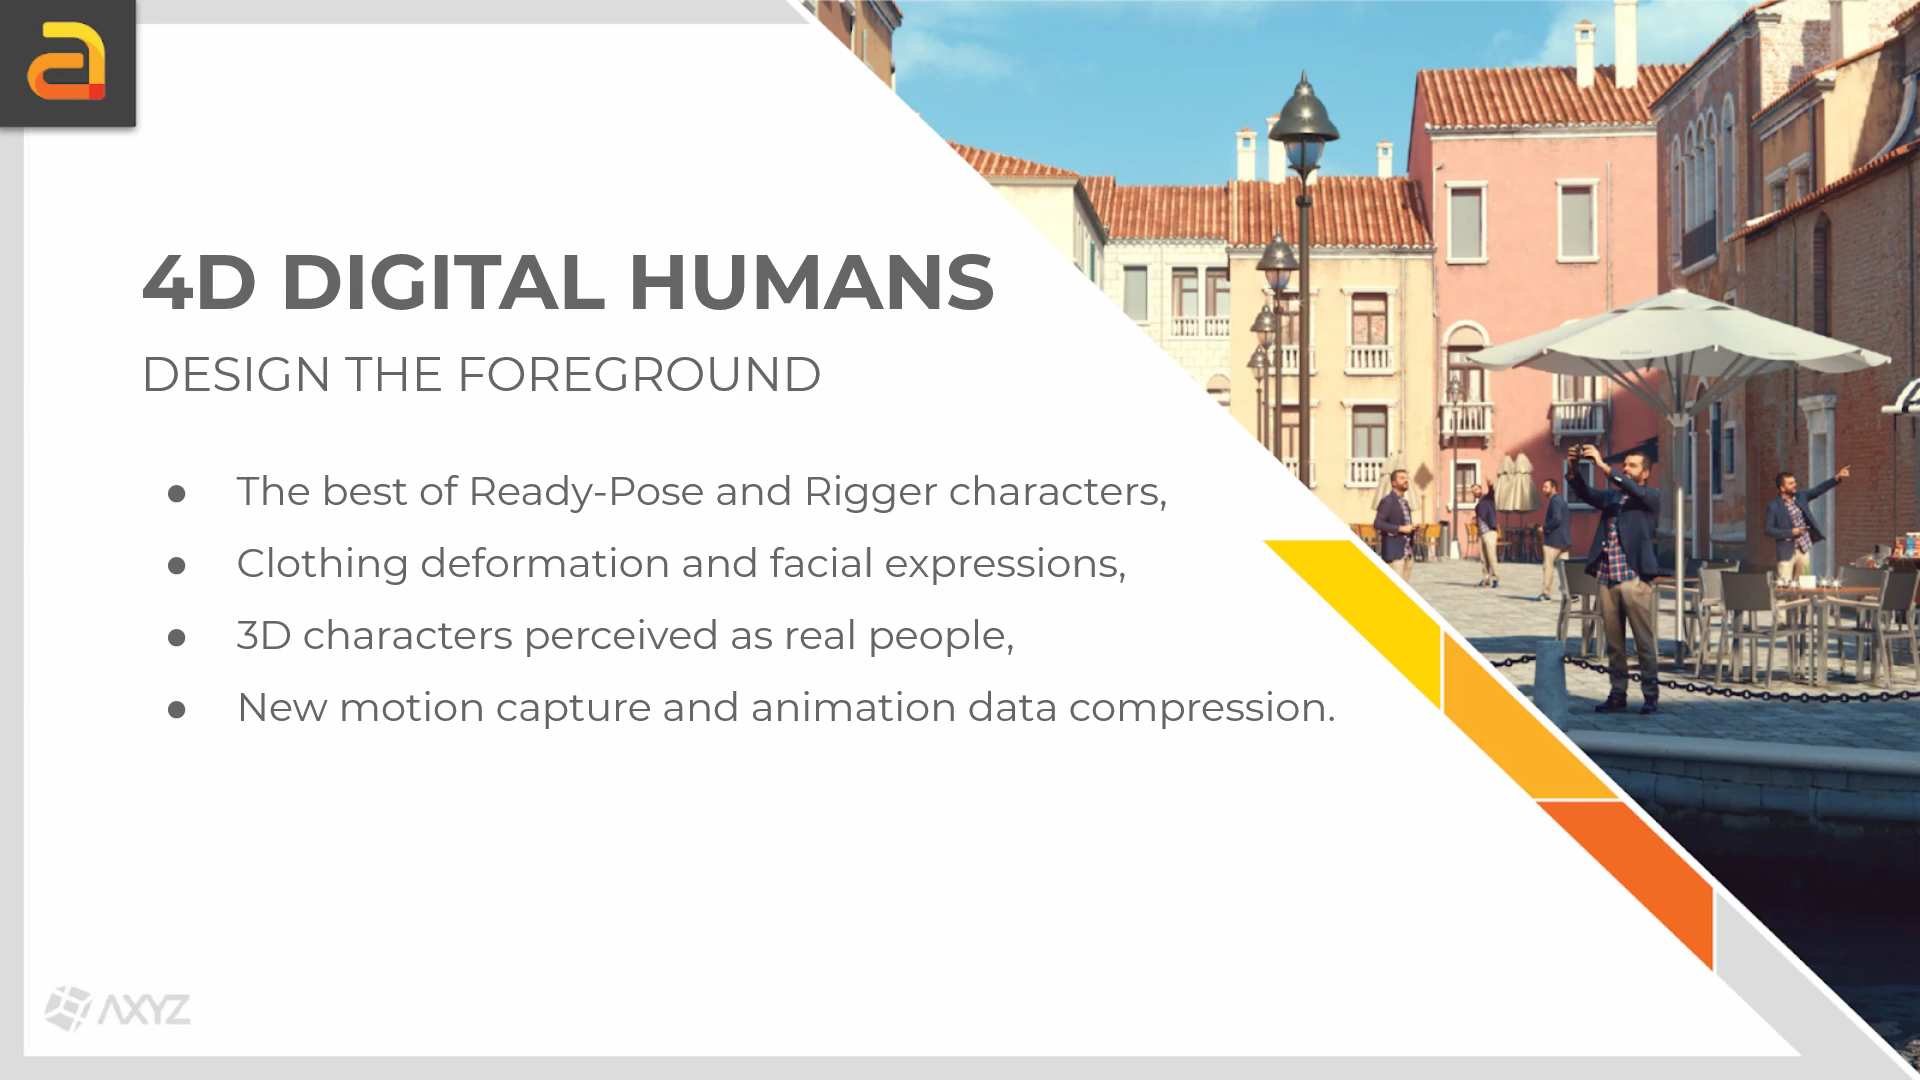 4D DIGITAL HUMANS
DESIGN THE FOREGROUND
● The best of Ready-Pose and Rigger characters,
● Clothing deformation and facial expressions,
● 3D characters perceived as real people,
● New motion capture and animation data compression.
AXYZ